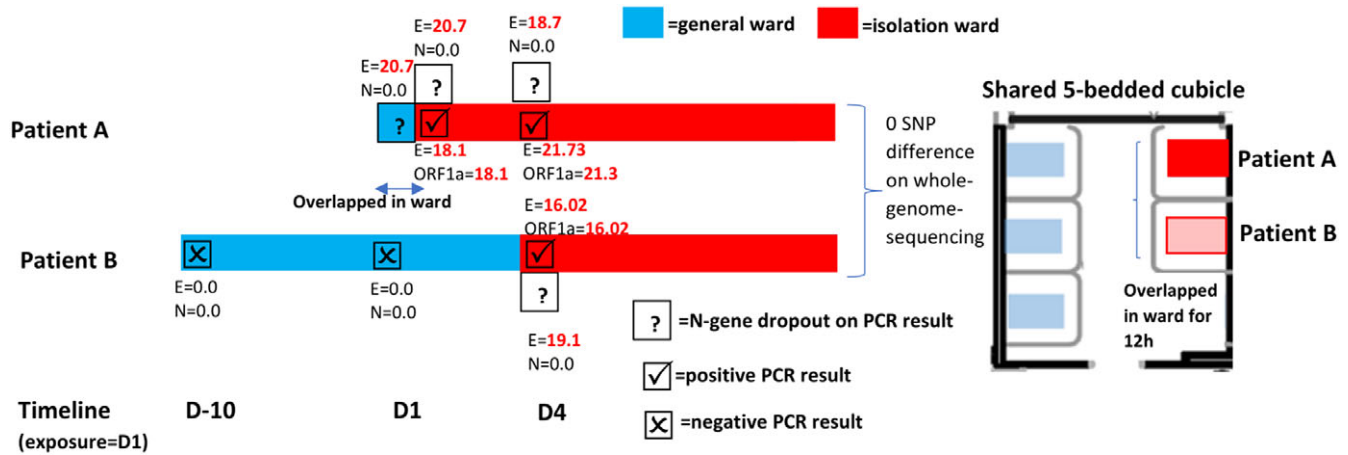 E=20.7
N=0.0
E=18.7
N=0.0
=general ward
=isolation ward
E=20.7
N=0.0
?
?
Shared 5-bedded cubicle
Patient A
?
E=18.1
ORF1a=18.1
E=21.73
ORF1a=21.3
Overlapped in ward
0 SNP
difference
on whole-
genome-
sequencing
Patient A
Patient B
E=16.02
ORF1a=16.02
Patient B
E=0.0
N=0.0
E=0.0
N=0.0
?
E=19.1
N=0.0
Overlapped
in ward for
12h
? =N-gene dropout on PCR result
=positive PCR result
=negative PCR result
Timeline
(exposure=D1)
D-10
D1
D4